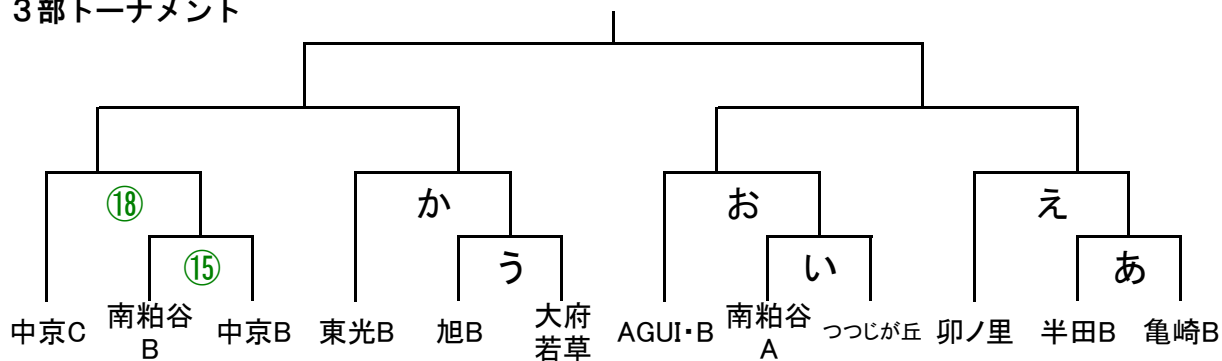 3部トーナメント
⑱
か
お
え
⑮
う
い
あ
中京C
南粕谷
B
中京B
東光B
旭B
大府
若草
AGUI・B
南粕谷
A
つつじが丘
卯ノ里
半田B
亀崎B